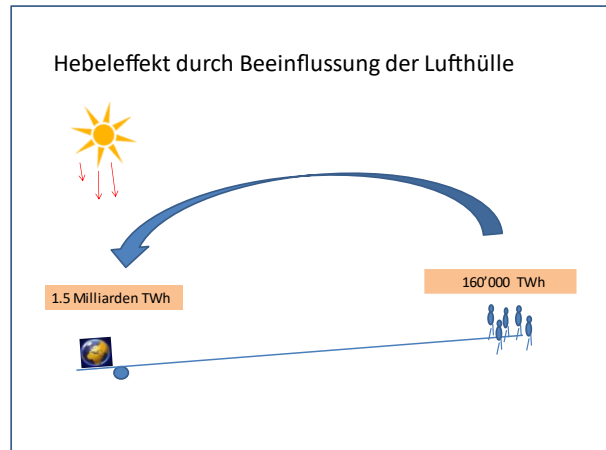 Hebeleffekt durch Beeinflussung der Lufthülle
160’000 TWh
1.5 Milliarden TWh